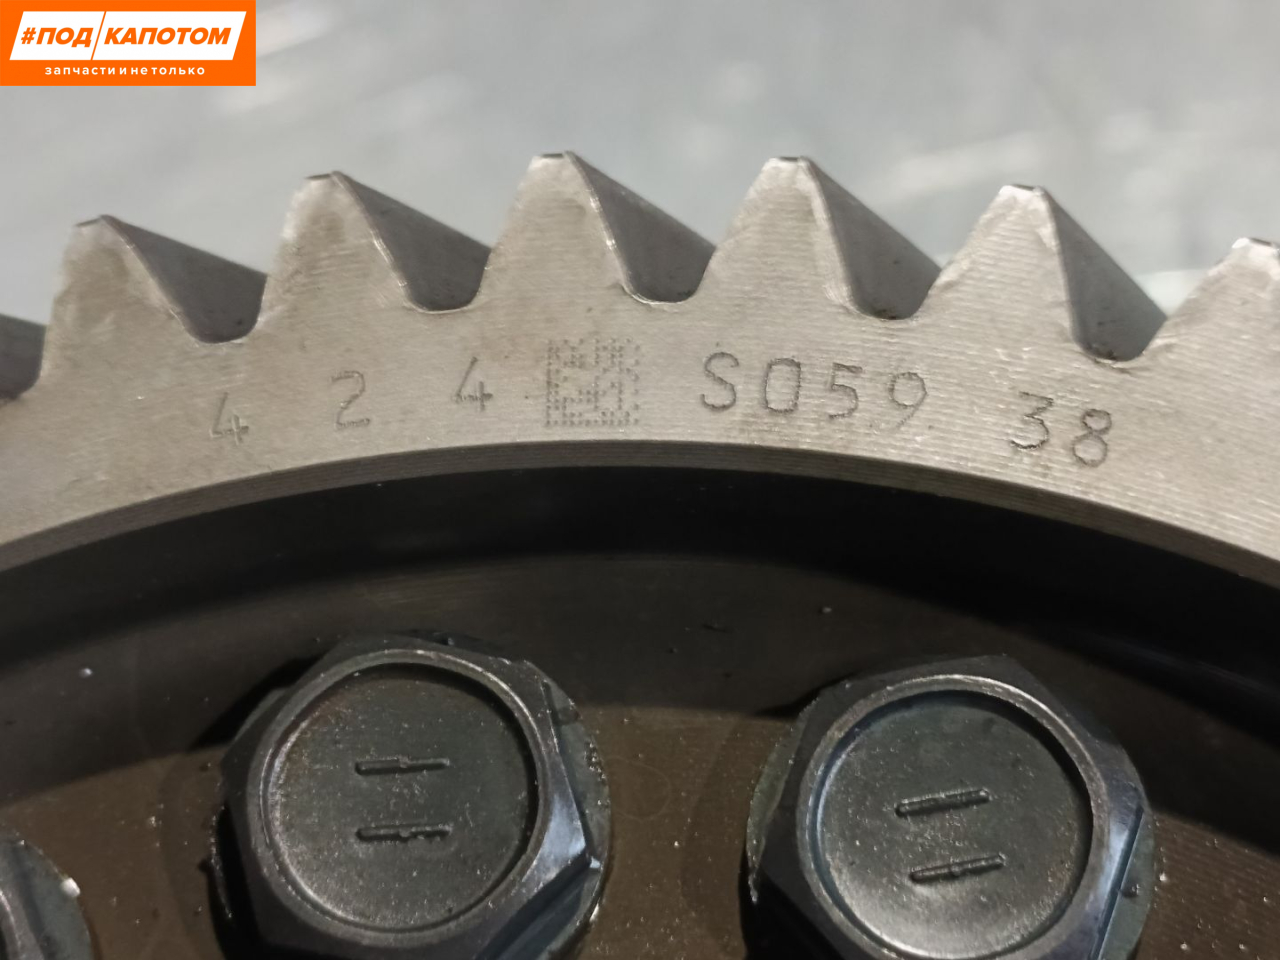 #ПОД КАПОТОМ
запчасти и не только
4 2 4 S059 38